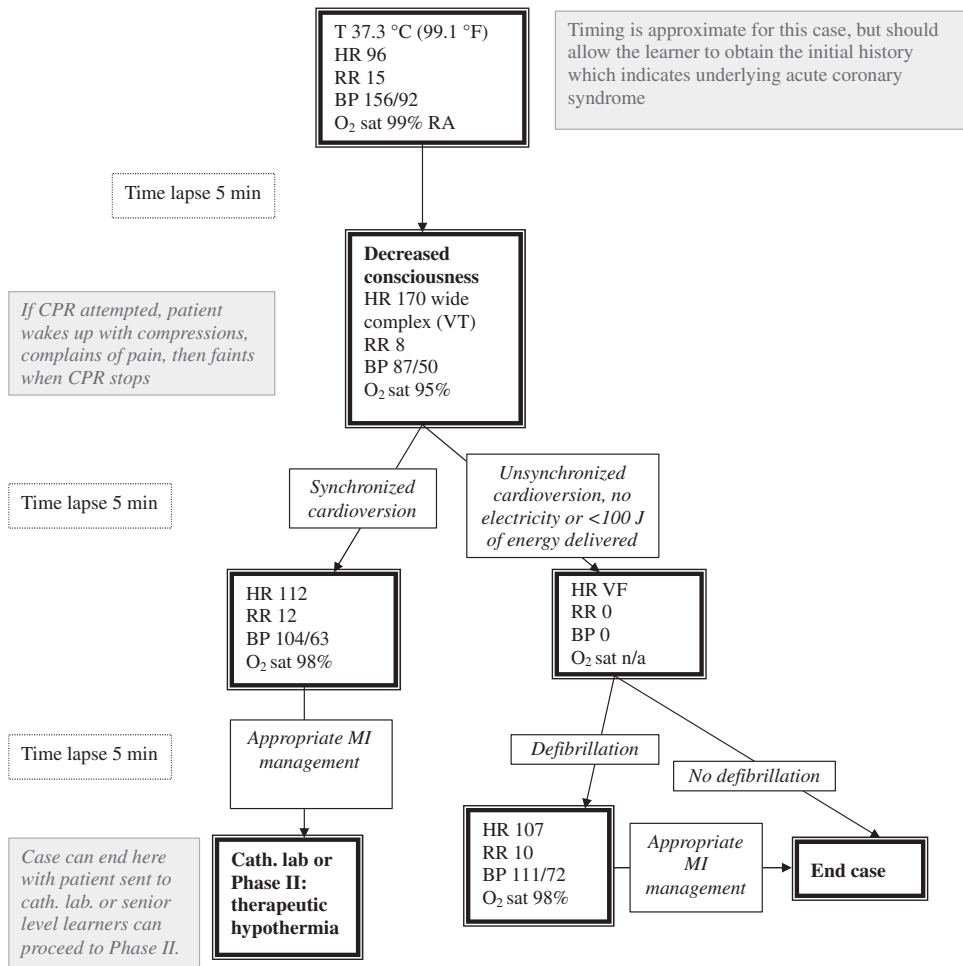 T 37.3 °C (99.1 °F)
HR 96
RR 15
BP 156/92
O₂ sat 99% RA
Timing is approximate for this case, but should
allow the learner to obtain the initial history
which indicates underlying acute coronary
syndrome
Time lapse 5 min
Decreased
consciousness
HR 170 wide
complex (VT)
RR 8
BP 87/50
O₂ sat 95%
If CPR attempted, patient
wakes up with compressions,
complains of pain, then faints
when CPR stops
Time lapse 5 min
Synchronized
cardioversion
Unsynchronized
cardioversion, no
electricity or <100 J
of energy delivered
HR 112
RR 12
BP 104/63
O₂ sat 98%
HR VF
RR 0
BP 0
O₂ sat n/a
Time lapse 5 min
Appropriate MI
management
Defibrillation
No defibrillation
Case can end here
with patient sent to
cath. lab. or senior
level learners can
proceed to Phase II.
Cath. lab or
Phase II:
therapeutic
hypothermia
HR 107
RR 10
BP 111/72
O₂ sat 98%
Appropriate
MI
management
End case